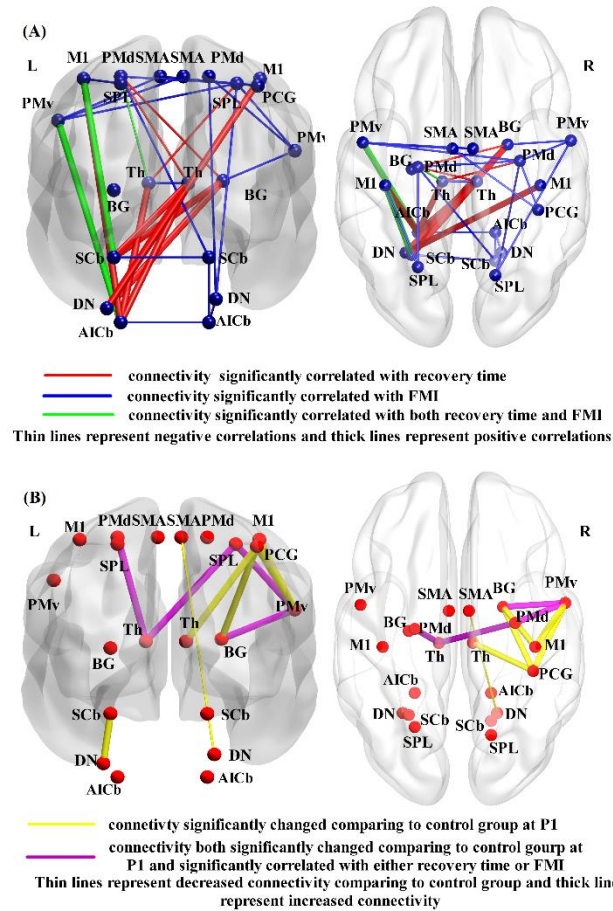 (A)
L
R
M1 PMd SMA SMA PMd M1
SPL SPL PCG
PMv PMv
Th Th
BG BG
SCb SCb
DN DN
AICb AICb
PMv SMA SMA BG PMv
BG PMd PMd
M1 Th Th M1
AICb AICb PCG
DN SCb SCb DN
SPL SPL
connectivity significantly correlated with recovery time
connectivity significantly correlated with FMI
connectivity significantly correlated with both recovery time and FMI
Thin lines represent negative correlations and thick lines represent positive correlations
(B)
L
R
M1 PMd SMA SMA PMd M1
SPL SPL PCG
PMv PMv
Th Th
BG BG
SCb SCb
DN DN
AICb AICb
PMv SMA SMA BG PMv
BG PMd PMd
M1 Th Th M1
PCG
AICb
DN SCb SCb DN
SPL SPL
connetivty significantly changed comparing to control group at P1
connectivity both significantly changed comparing to control gourp at
P1 and significantly correlated with either recovery time or FMI
Thin lines represent decreased connectivity comparing to control group and thick line
represent increased connectivity